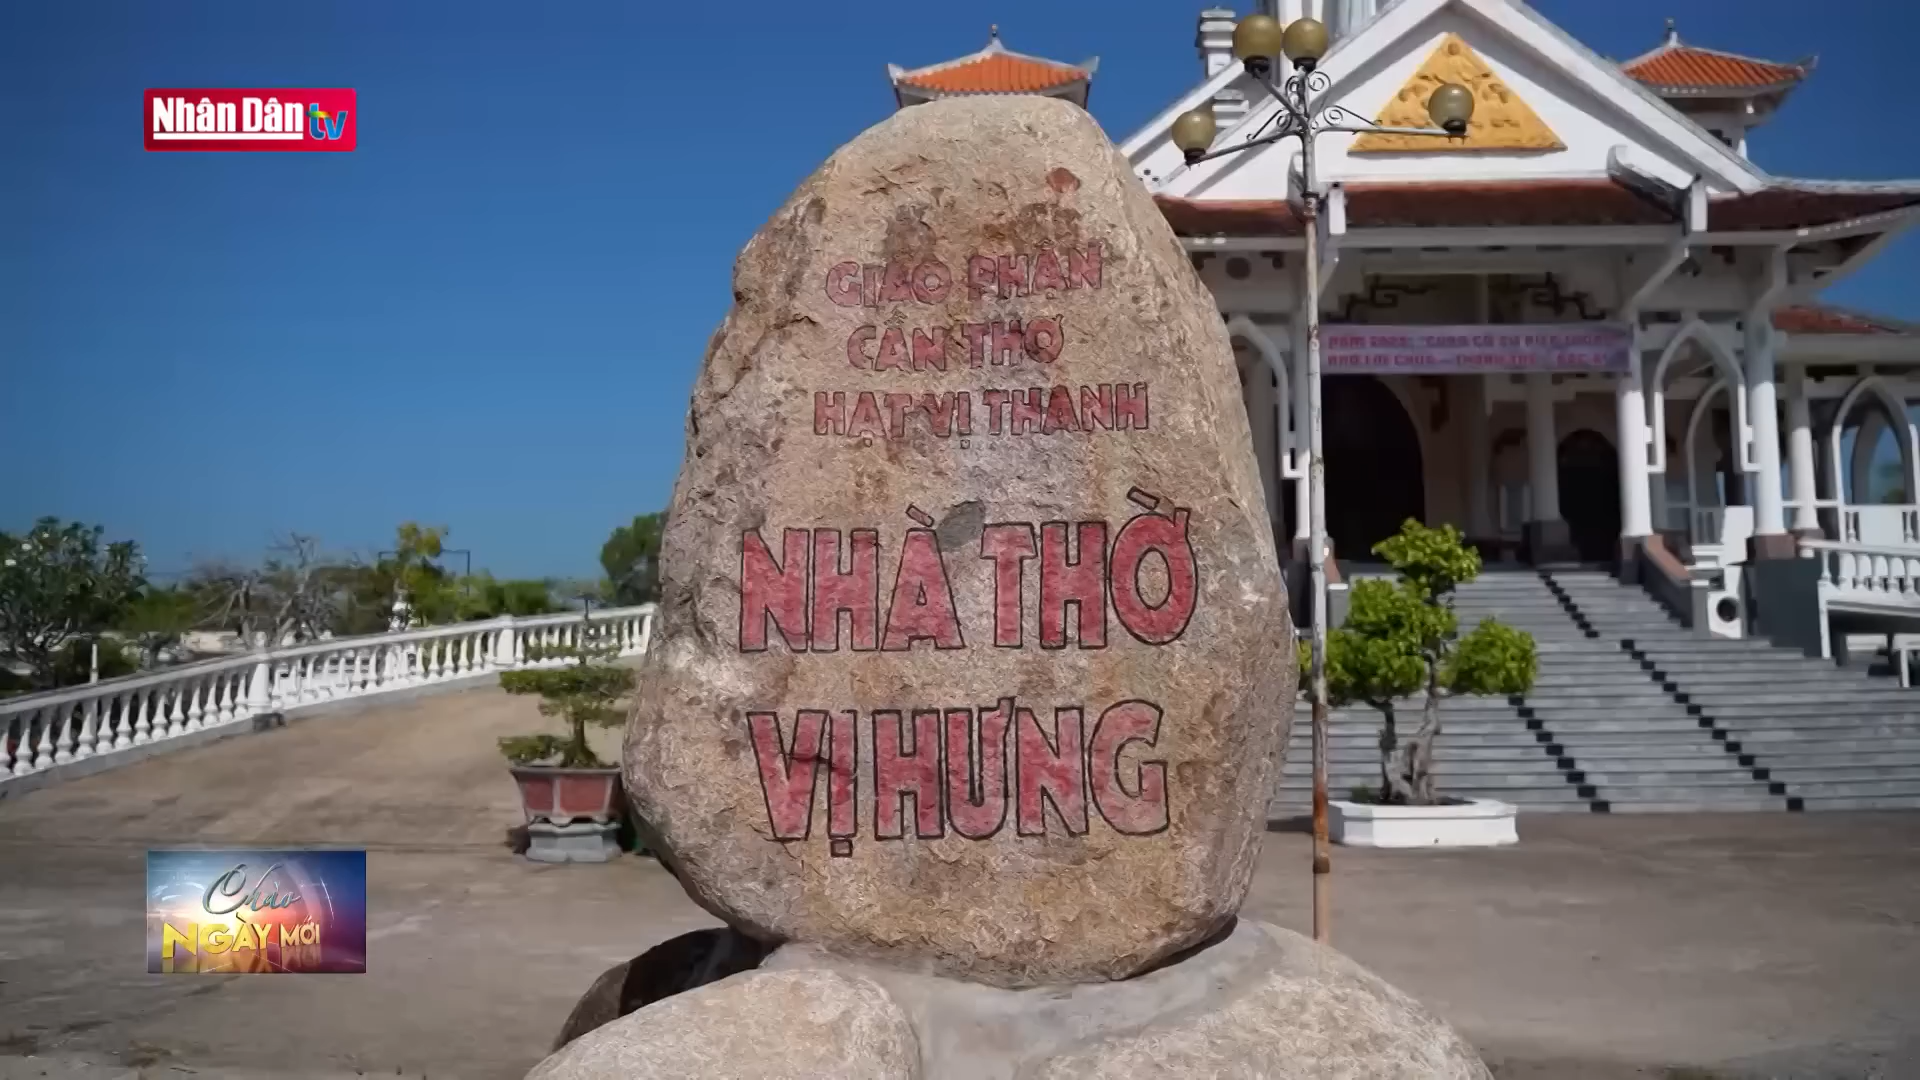 Nhân Dân tv
GIÁO PHẬN
CẦN THƠ
HẠT VỊ THANH
NHÀ THỜ
VỊ HƯNG
Chào
NGÀY MỚI